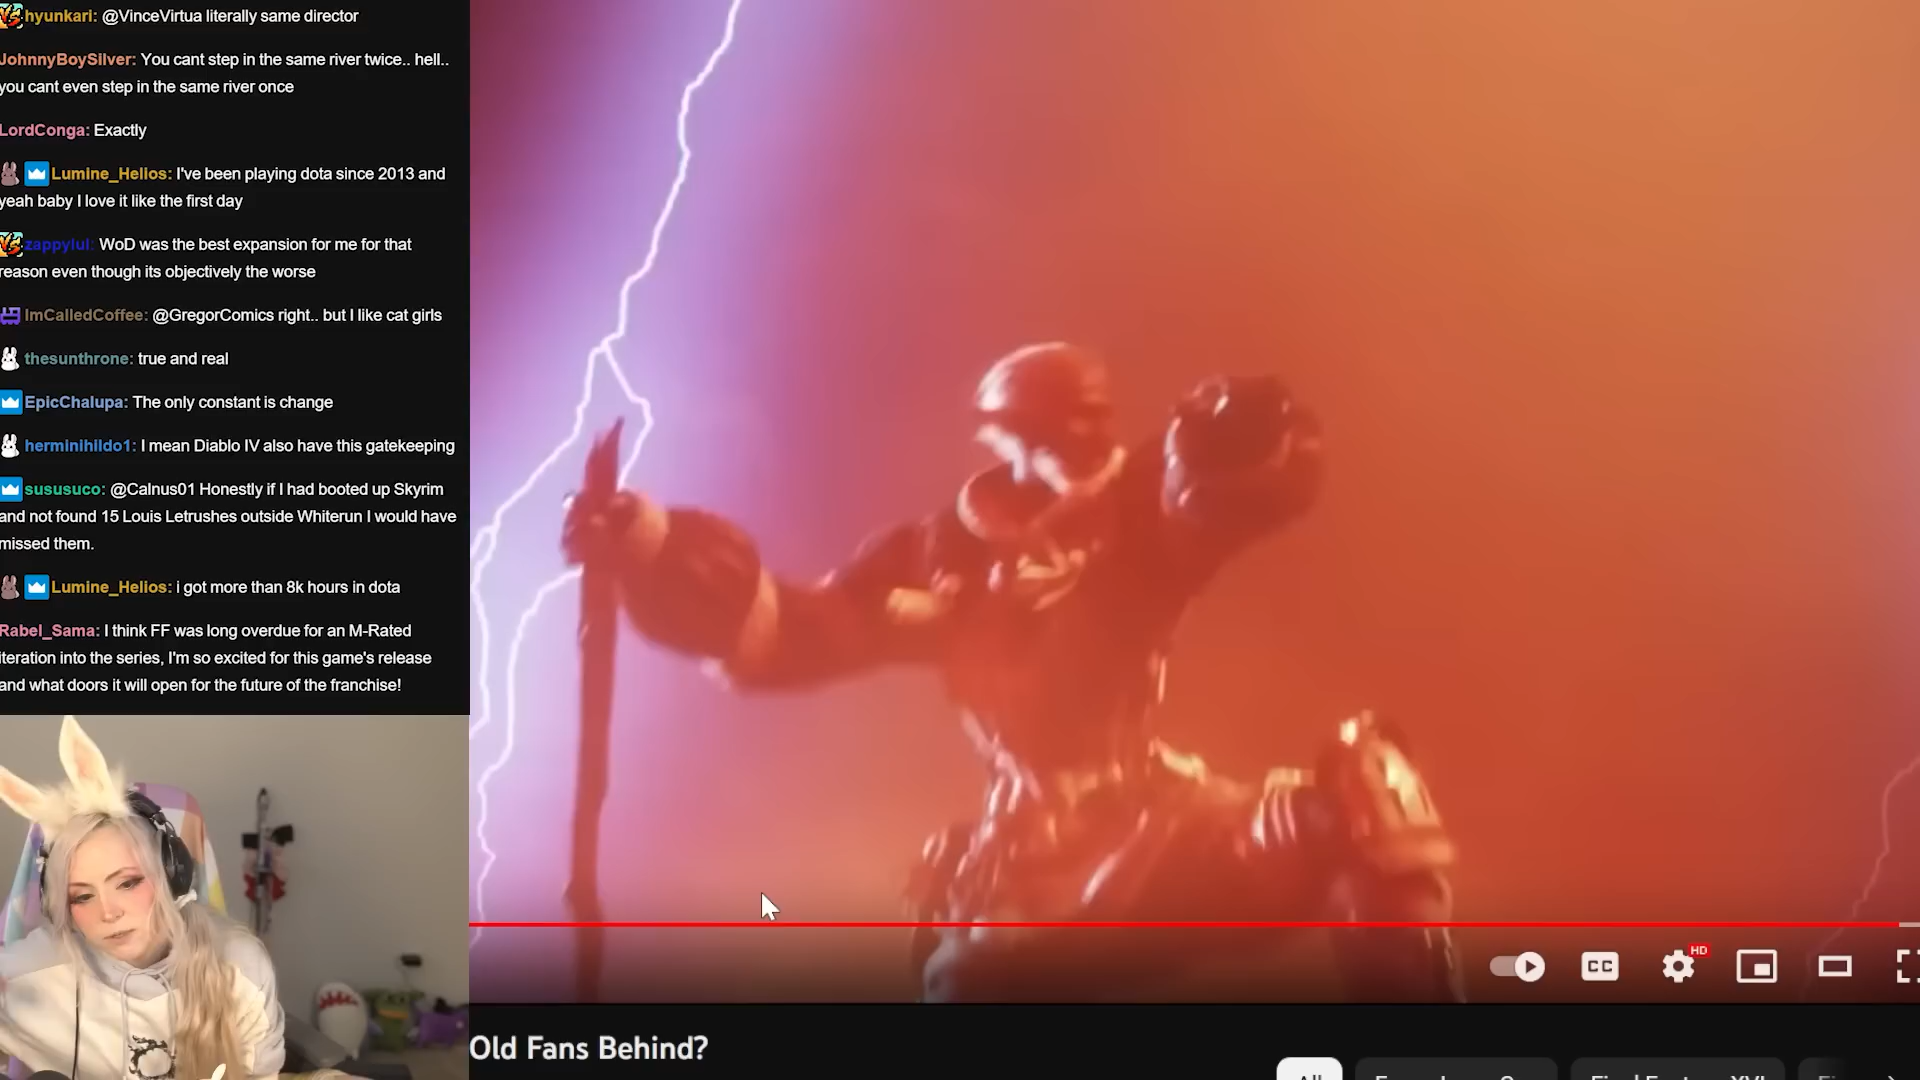 hyunkari: @VinceVirtua literally same director
JohnnyBoySilver: You cant step in the same river twice.. hell..
you cant even step in the same river once
LordConga: Exactly
Lumine_Helios: I've been playing dota since 2013 and
yeah baby I love it like the first day
zappylul: WoD was the best expansion for me for that
reason even though its objectively the worse
ImCalledCoffee: @GregorComics right.. but I like cat girls
thesunthrone: true and real
EpicChalupa: The only constant is change
herminihildo1: I mean Diablo IV also have this gatekeeping
sususuco: @Calnus01 Honestly if I had booted up Skyrim
and not found 15 Louis Letrushes outside Whiterun I would have
missed them.
Lumine_Helios: i got more than 8k hours in dota
Rabel_Sama: I think FF was long overdue for an M-Rated
iteration into the series, I'm so excited for this game's release
and what doors it will open for the future of the franchise!
HD
CC
Old Fans Behind?
All